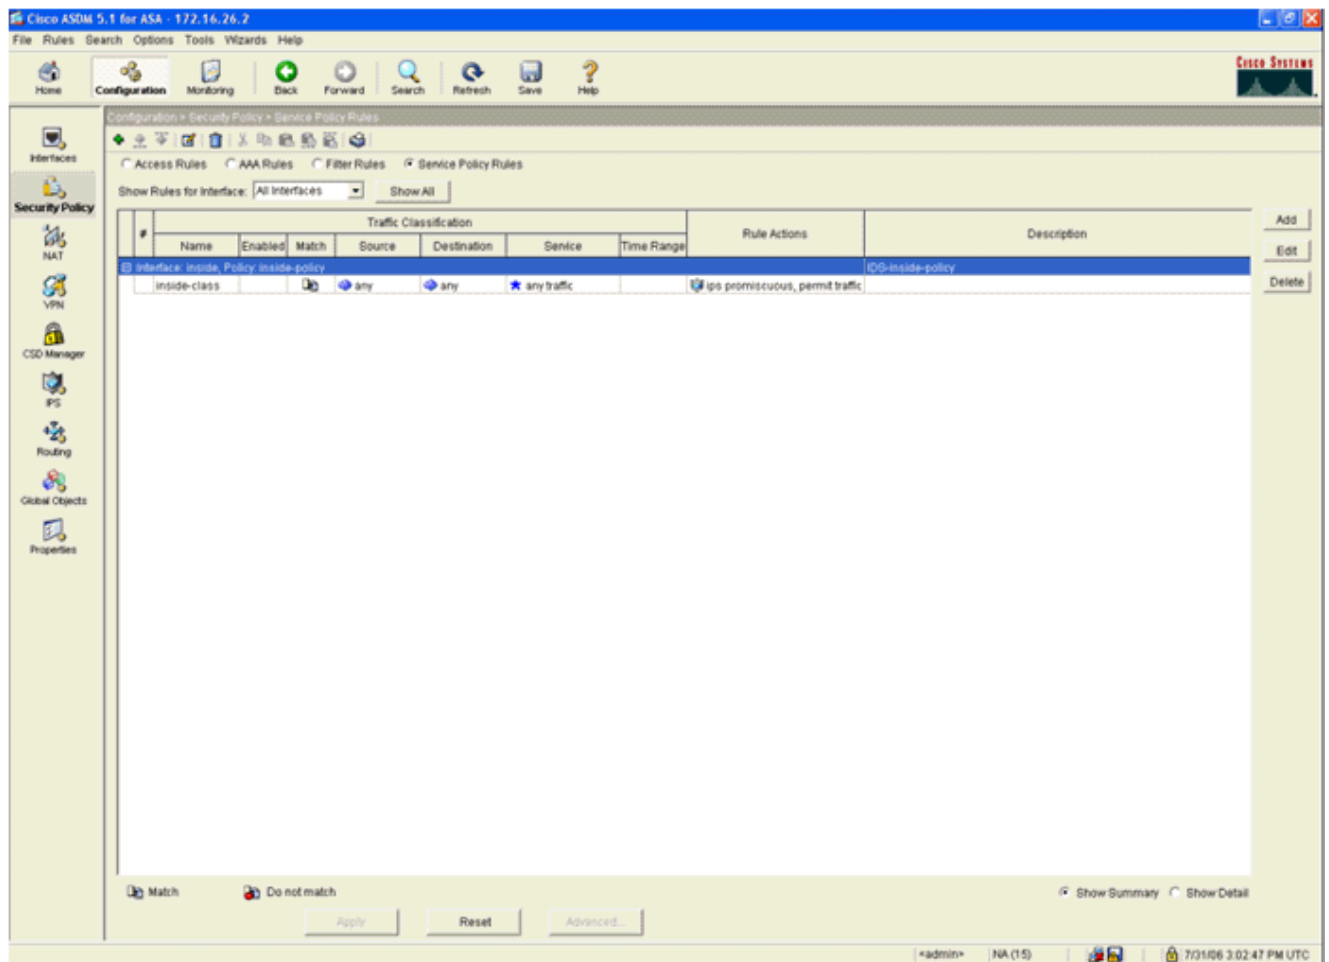 Cisco ASDM 5.1 for ASA - 172.16.26.2
File Rules Search Options Tools Wizards Help
Home Configuration Monitoring Back Forward Search Refresh Save Help
CISCO SYSTEMS
Configuration > Security Policy > Service Policy Rules
Interfaces
Security Policy
NAT
VPN
CSD Manager
IPS
Routing
Global Objects
Properties
Access Rules AAA Rules Filter Rules Service Policy Rules
Show Rules for Interface: All Interfaces Show All
# Traffic Classification Rule Actions Description
Name Enabled Match Source Destination Service Time Range
Interface: inside, Policy: inside-policy IDS-inside-policy
inside-class any any any traffic ips promiscuous, permit traffic
Add
Edit
Delete
Match Do not match Show Summary Show Detail
Apply Reset Advanced...
<admin> NA (15) 7/31/06 3:02:47 PM UTC